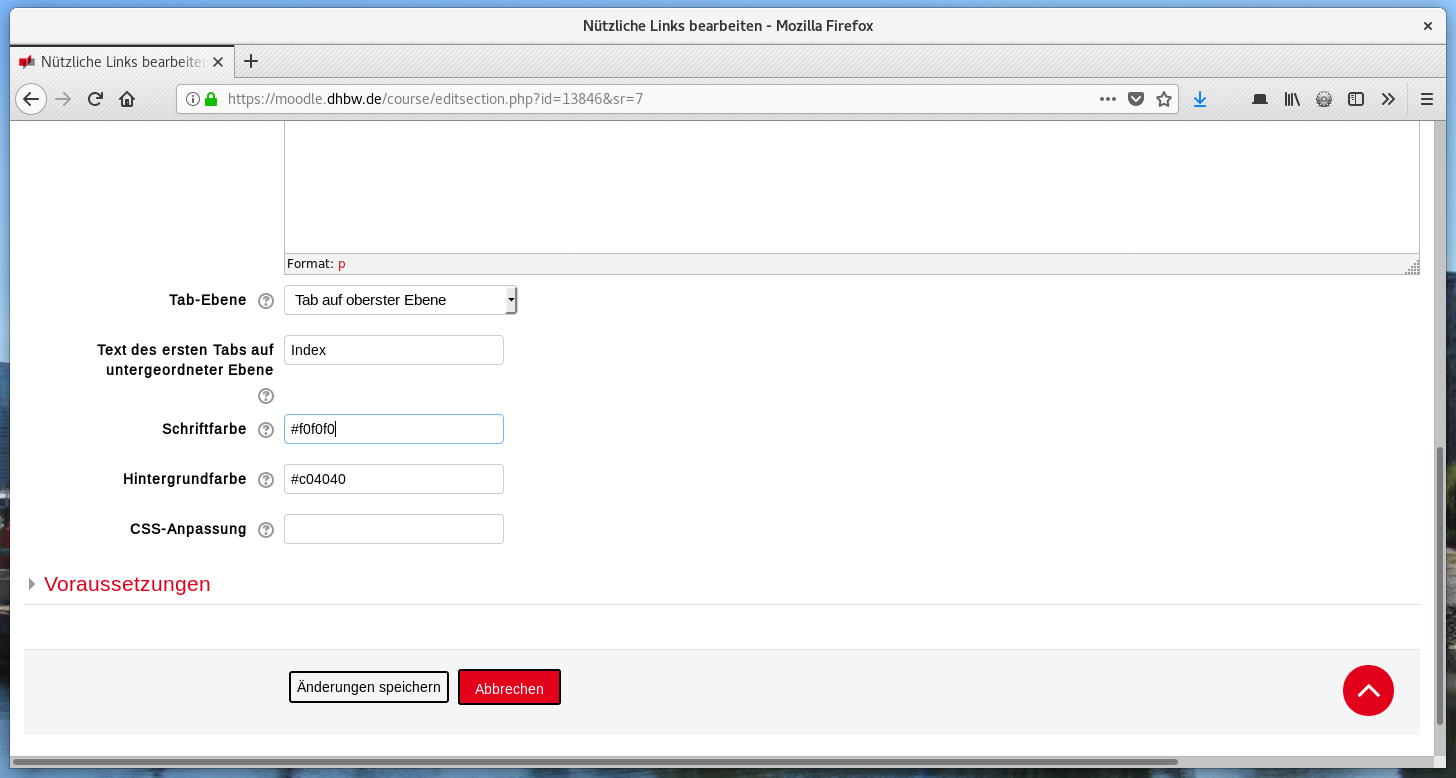 Nützliche Links bearbeiten - Mozilla Firefox
Nützliche Links bearbeiten
https://moodle.dhbw.de/course/editsection.php?id=13846&sr=7
Format: p
Tab-Ebene
Tab auf oberster Ebene
Text des ersten Tabs auf
untergeordneter Ebene
Index
Schriftfarbe
#f0f0f0
Hintergrundfarbe
#c04040
CSS-Anpassung
Voraussetzungen
Änderungen speichern
Abbrechen